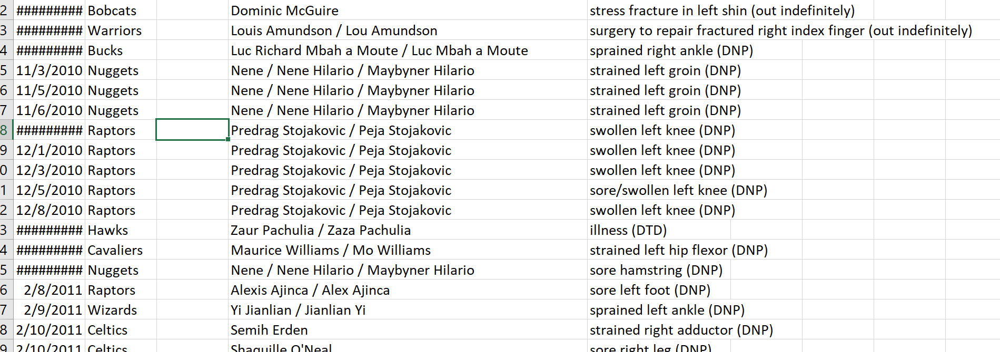 2 ######### Bobcats Dominic McGuire stress fracture in left shin (out indefinitely)
3 ######### Warriors Louis Amundson / Lou Amundson surgery to repair fractured right index finger (out indefinitely)
4 ######### Bucks Luc Richard Mbah a Moute / Luc Mbah a Moute sprained right ankle (DNP)
5 11/3/2010 Nuggets Nene / Nene Hilario / Maybyner Hilario strained left groin (DNP)
6 11/5/2010 Nuggets Nene / Nene Hilario / Maybyner Hilario strained left groin (DNP)
7 11/6/2010 Nuggets Nene / Nene Hilario / Maybyner Hilario strained left groin (DNP)
8 ######### Raptors Predrag Stojakovic / Peja Stojakovic swollen left knee (DNP)
9 12/1/2010 Raptors Predrag Stojakovic / Peja Stojakovic swollen left knee (DNP)
0 12/3/2010 Raptors Predrag Stojakovic / Peja Stojakovic swollen left knee (DNP)
1 12/5/2010 Raptors Predrag Stojakovic / Peja Stojakovic sore/swollen left knee (DNP)
2 12/8/2010 Raptors Predrag Stojakovic / Peja Stojakovic swollen left knee (DNP)
3 ######### Hawks Zaur Pachulia / Zaza Pachulia illness (DTD)
4 ######### Cavaliers Maurice Williams / Mo Williams strained left hip flexor (DNP)
5 ######### Nuggets Nene / Nene Hilario / Maybyner Hilario sore hamstring (DNP)
6 2/8/2011 Raptors Alexis Ajinca / Alex Ajinca sore left foot (DNP)
7 2/9/2011 Wizards Yi Jianlian / Jianlian Yi sprained left ankle (DNP)
8 2/10/2011 Celtics Semih Erden strained right adductor (DNP)
9 2/10/2011 Celtics Shaquille O'Neal sore right leg (DNP)